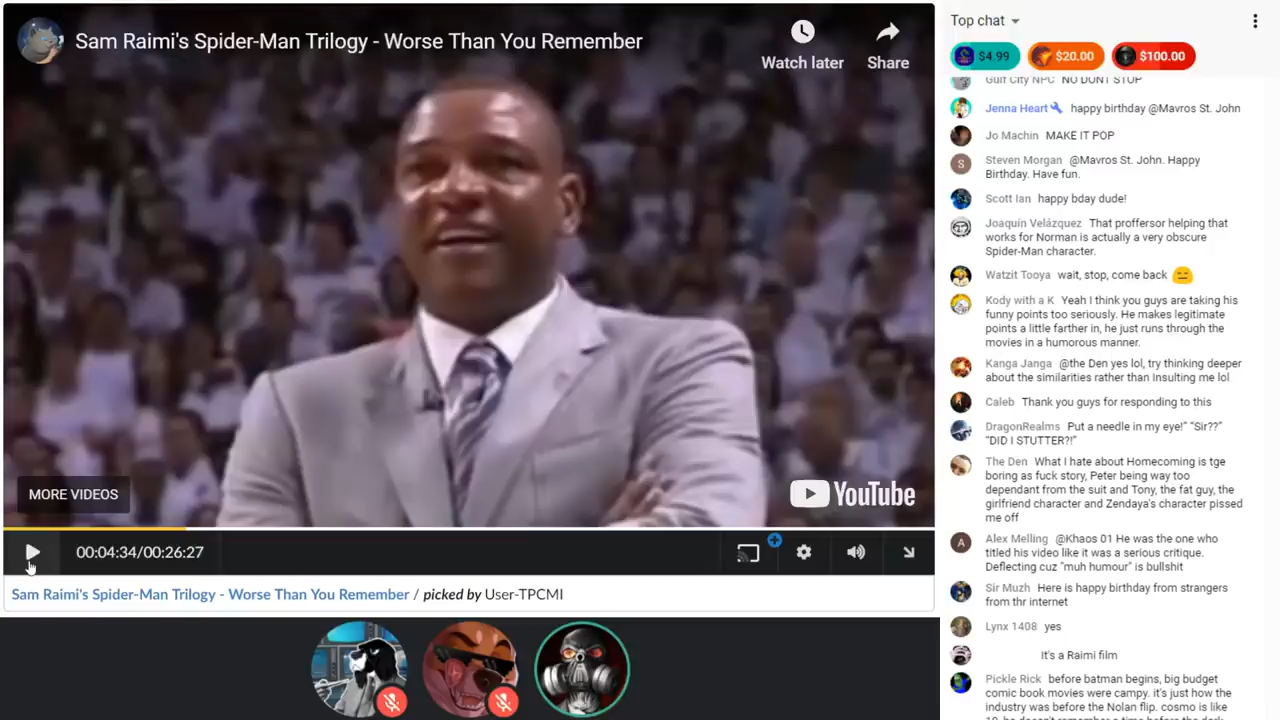 Sam Raimi's Spider-Man Trilogy - Worse Than You Remember
Watch later
Share
MORE VIDEOS
YouTube
00:04:34/00:26:27
Sam Raimi's Spider-Man Trilogy - Worse Than You Remember / picked by User-TPCMI
Top chat
$4.99
$20.00
$100.00
Gulf City NPC NO DONT STOP
Jenna Heart happy birthday @Mavros St. John
Jo Machin MAKE IT POP
S
Steven Morgan @Mavros St. John. Happy
Birthday. Have fun.
Scott Ian happy bday dude!
Joaquín Velázquez That proffersor helping that
works for Norman is actually a very obscure
Spider-Man character.
Watzit Tooya wait, stop, come back
Kody with a K Yeah I think you guys are taking his
funny points too seriously. He makes legitimate
points a little farther in, he just runs through the
movies in a humorous manner.
Kanga Janga @the Den yes lol, try thinking deeper
about the similarities rather than Insulting me lol
Caleb Thank you guys for responding to this
DragonRealms Put a needle in my eye!” “Sir??”
“DID I STUTTER?!”
The Den What I hate about Homecoming is tge
boring as fuck story, Peter being way too
dependant from the suit and Tony, the fat guy, the
girlfriend character and Zendaya's character pissed
me off
A
Alex Melling @Khaos 01 He was the one who
titled his video like it was a serious critique.
Deflecting cuz "muh humour" is bullshit
Sir Muzh Here is happy birthday from strangers
from thr internet
Lynx 1408 yes
It's a Raimi film
Pickle Rick before batman begins, big budget
comic book movies were campy. it's just how the
industry was before the Nolan flip. cosmo is like